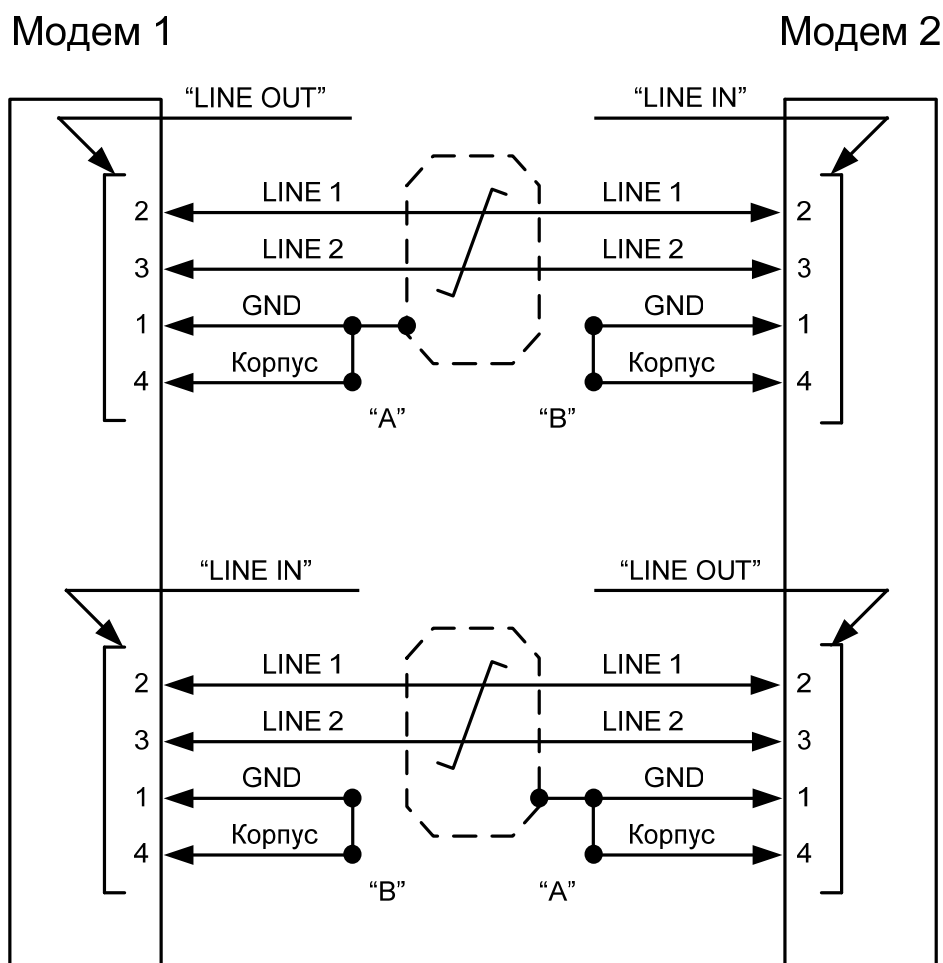 Модем 1 Модем 2
“LINE OUT” “LINE IN”
2 LINE 1 LINE 1 2
3 LINE 2 LINE 2 3
1 GND GND 1
4 Корпус Корпус 4
“A” “B”
“LINE IN” “LINE OUT”
2 LINE 1 LINE 1 2
3 LINE 2 LINE 2 3
1 GND GND 1
4 Корпус Корпус 4
“B” “A”